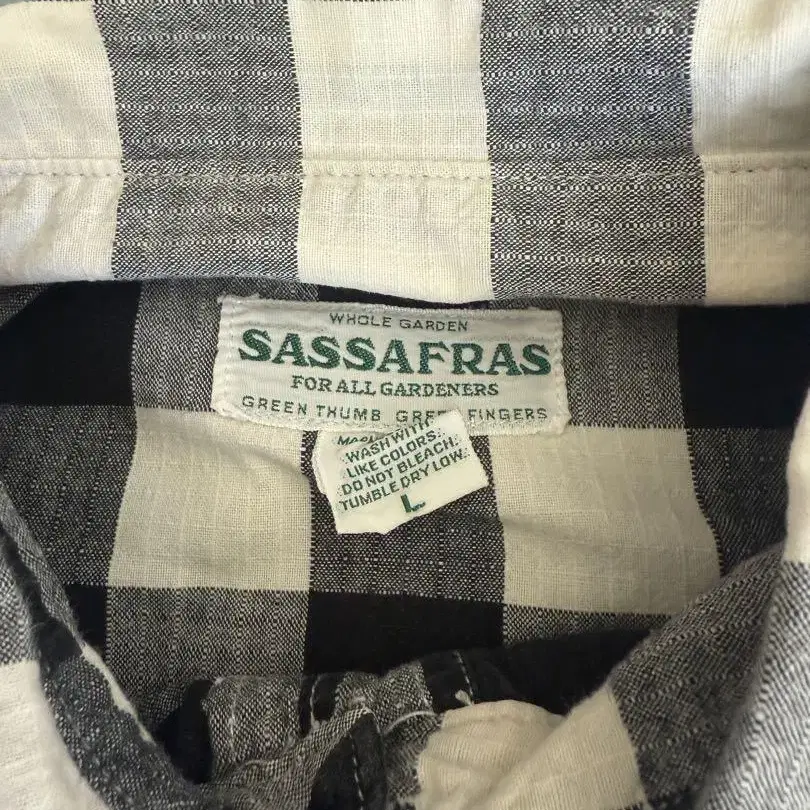 WHOLE GARDEN
SASSAFRAS
FOR ALL GARDENERS
GREEN THUMB GREEN FINGERS
WASH WITH
LIKE COLORS.
DO NOT BLEACH.
TUMBLE DRY LOW.
L